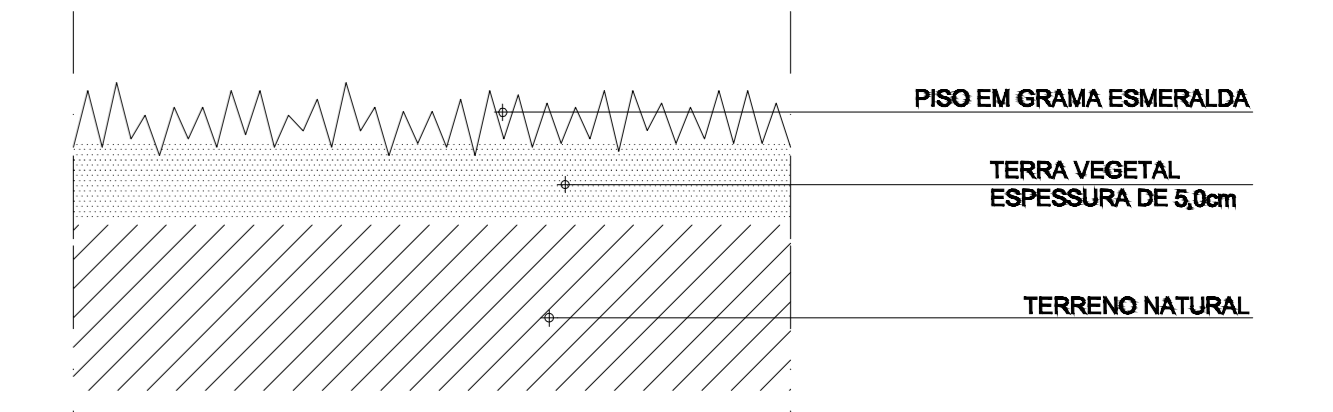 PISO EM GRAMA ESMERALDA
TERRA VEGETAL
ESPESSURA DE 5,0cm
TERRENO NATURAL